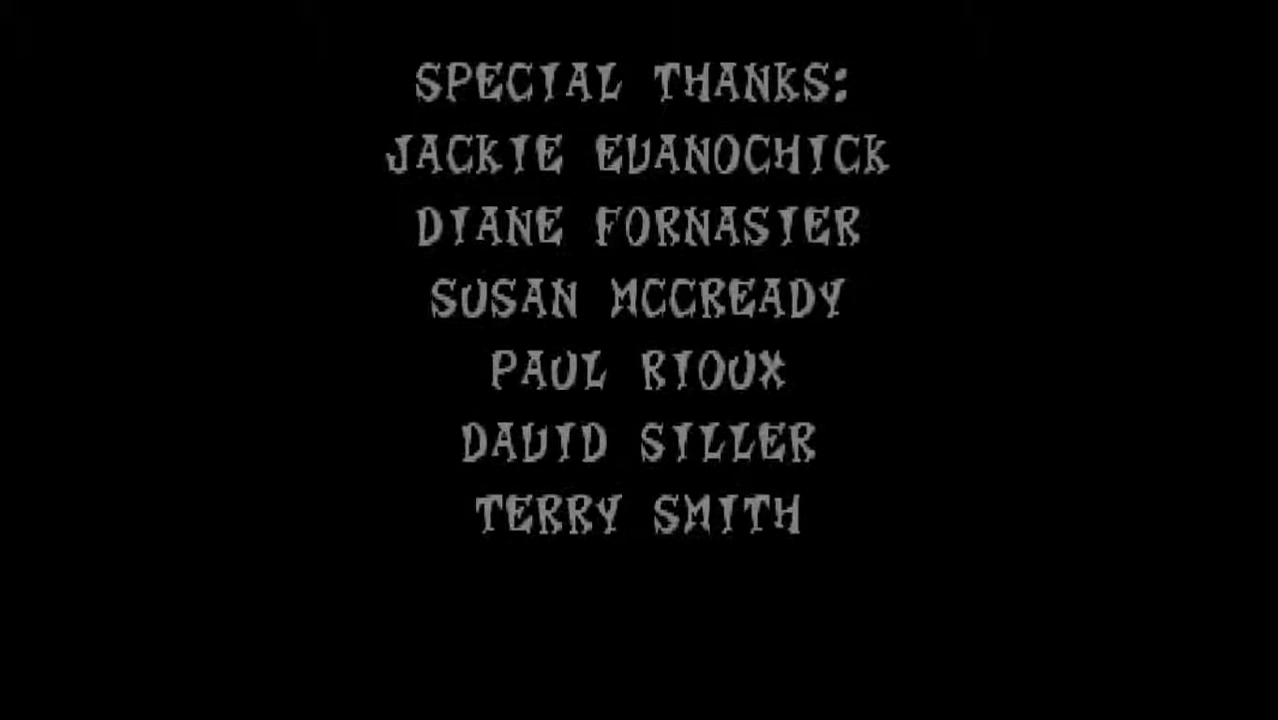 SPECIAL THANKS:
JACKIE EVANOCHICK
DIANE FORNASIER
SUSAN MCCREADY
PAUL RIOUX
DAVID SILLER
TERRY SMITH